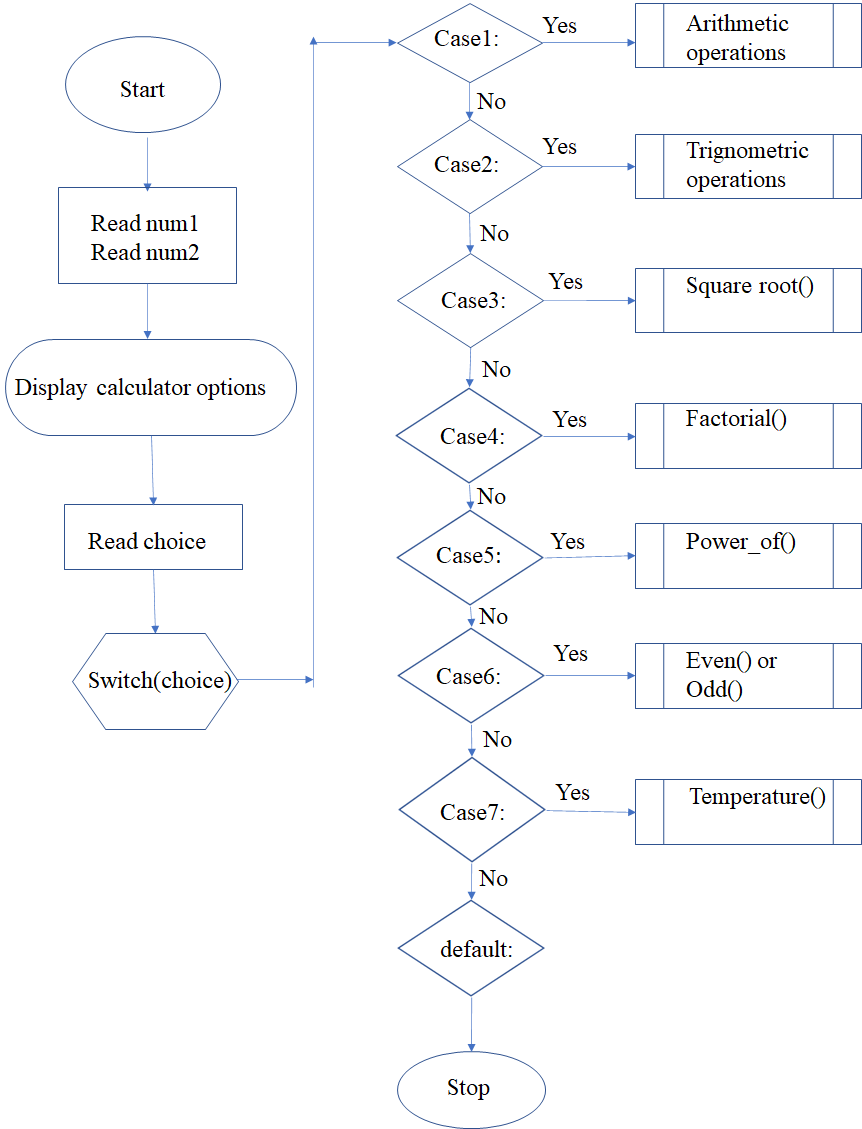 Start
Read num1
Read num2
Display calculator options
Read choice
Switch(choice)
Case1:
Yes
Arithmetic
operations
No
Case2:
Yes
Trignometric
operations
No
Case3:
Yes
Square root()
No
Case4:
Yes
Factorial()
No
Case5:
Yes
Power_of()
No
Case6:
Yes
Even() or
Odd()
No
Case7:
Yes
Temperature()
No
default:
Stop